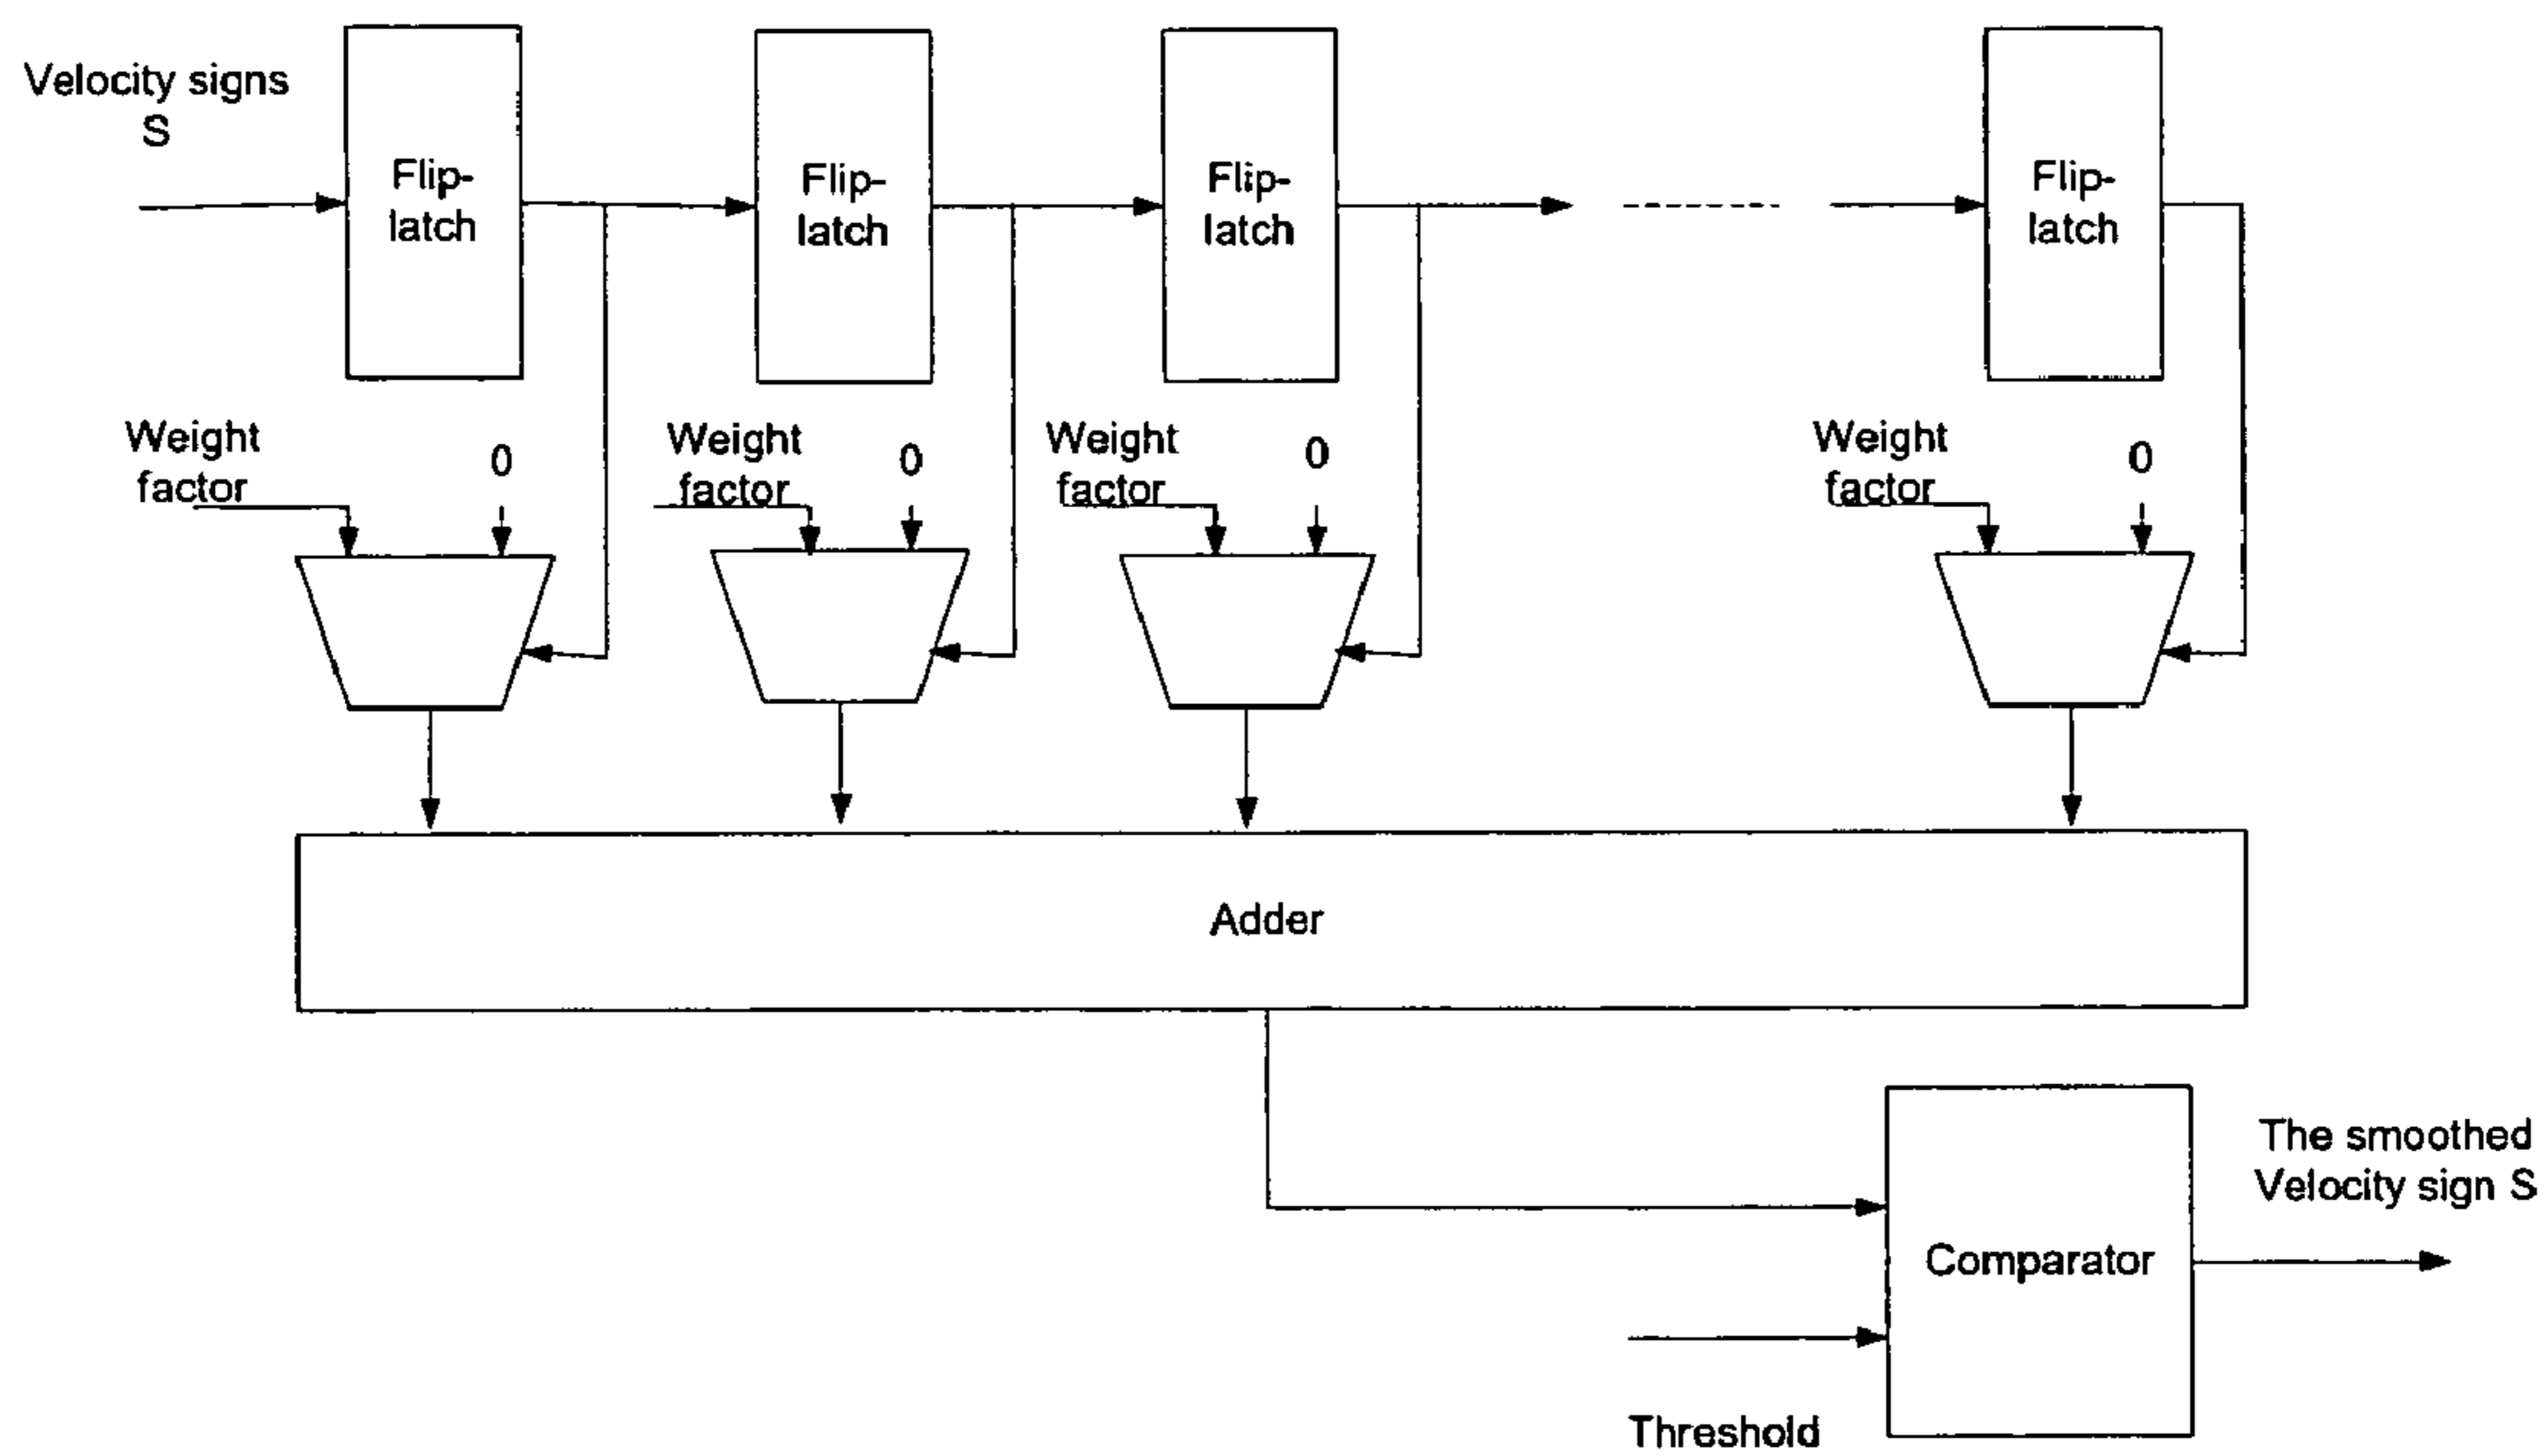 Velocity signs
S
Flip-
latch
Flip-
latch
Flip-
latch
Flip-
latch
Weight
factor
0
Weight
factor
0
Weight
factor
0
Weight
factor
0
Adder
Comparator
The smoothed
Velocity sign S
Threshold